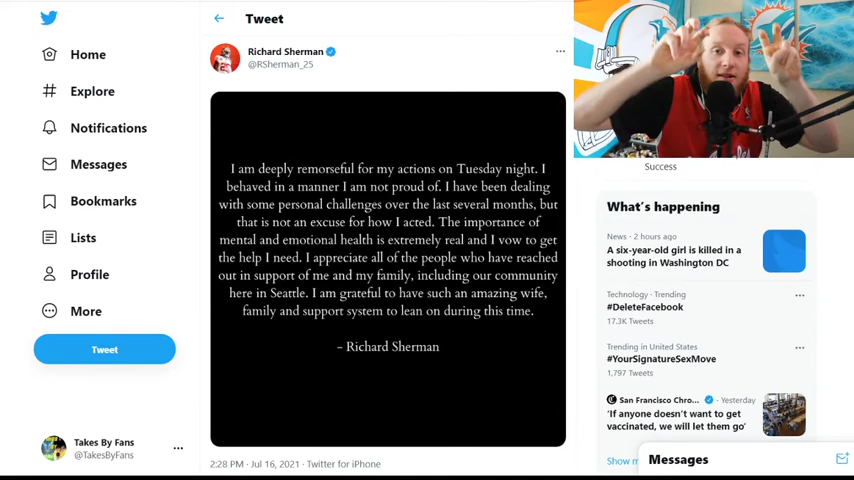 Home
Explore
Notifications
Messages
Bookmarks
Lists
Profile
More
Tweet
Takes By Fans
@TakesByFans
Tweet
Richard Sherman
@RSherman_25
I am deeply remorseful for my actions on Tuesday night. I
behaved in a manner I am not proud of. I have been dealing
with some personal challenges over the last several months, but
that is not an excuse for how I acted. The importance of
mental and emotional health is extremely real and I vow to get
the help I need. I appreciate all of the people who have reached
out in support of me and my family, including our community
here in Seattle. I am grateful to have such an amazing wife,
family and support system to lean on during this time.
- Richard Sherman
2:28 PM · Jul 16, 2021 · Twitter for iPhone
Success
What's happening
News · 2 hours ago
A six-year-old girl is killed in a
shooting in Washington DC
Technology · Trending
#DeleteFacebook
17.3K Tweets
Trending in United States
#YourSignatureSexMove
1,797 Tweets
San Francisco Chro... · Yesterday
'If anyone doesn't want to get
vaccinated, we will let them go'
Show m
Messages